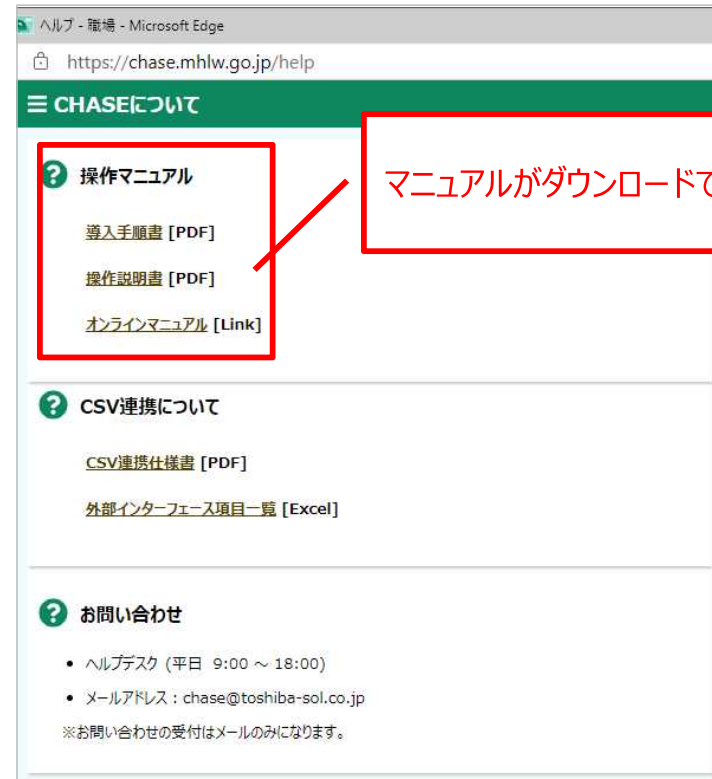 ヘルプ - 職場 - Microsoft Edge
https://chase.mhlw.go.jp/help
CHASEについて
操作マニュアル
マニュアルがダウンロードで
導入手順書 [PDF]
操作説明書 [PDF]
オンラインマニュアル [Link]
CSV連携について
CSV連携仕様書 [PDF]
外部インターフェース項目一覧 [Excel]
お問い合わせ
• ヘルプデスク (平日 9:00 ~ 18:00)
• メールアドレス : chase@toshiba-sol.co.jp
※お問い合わせの受付はメールのみになります。